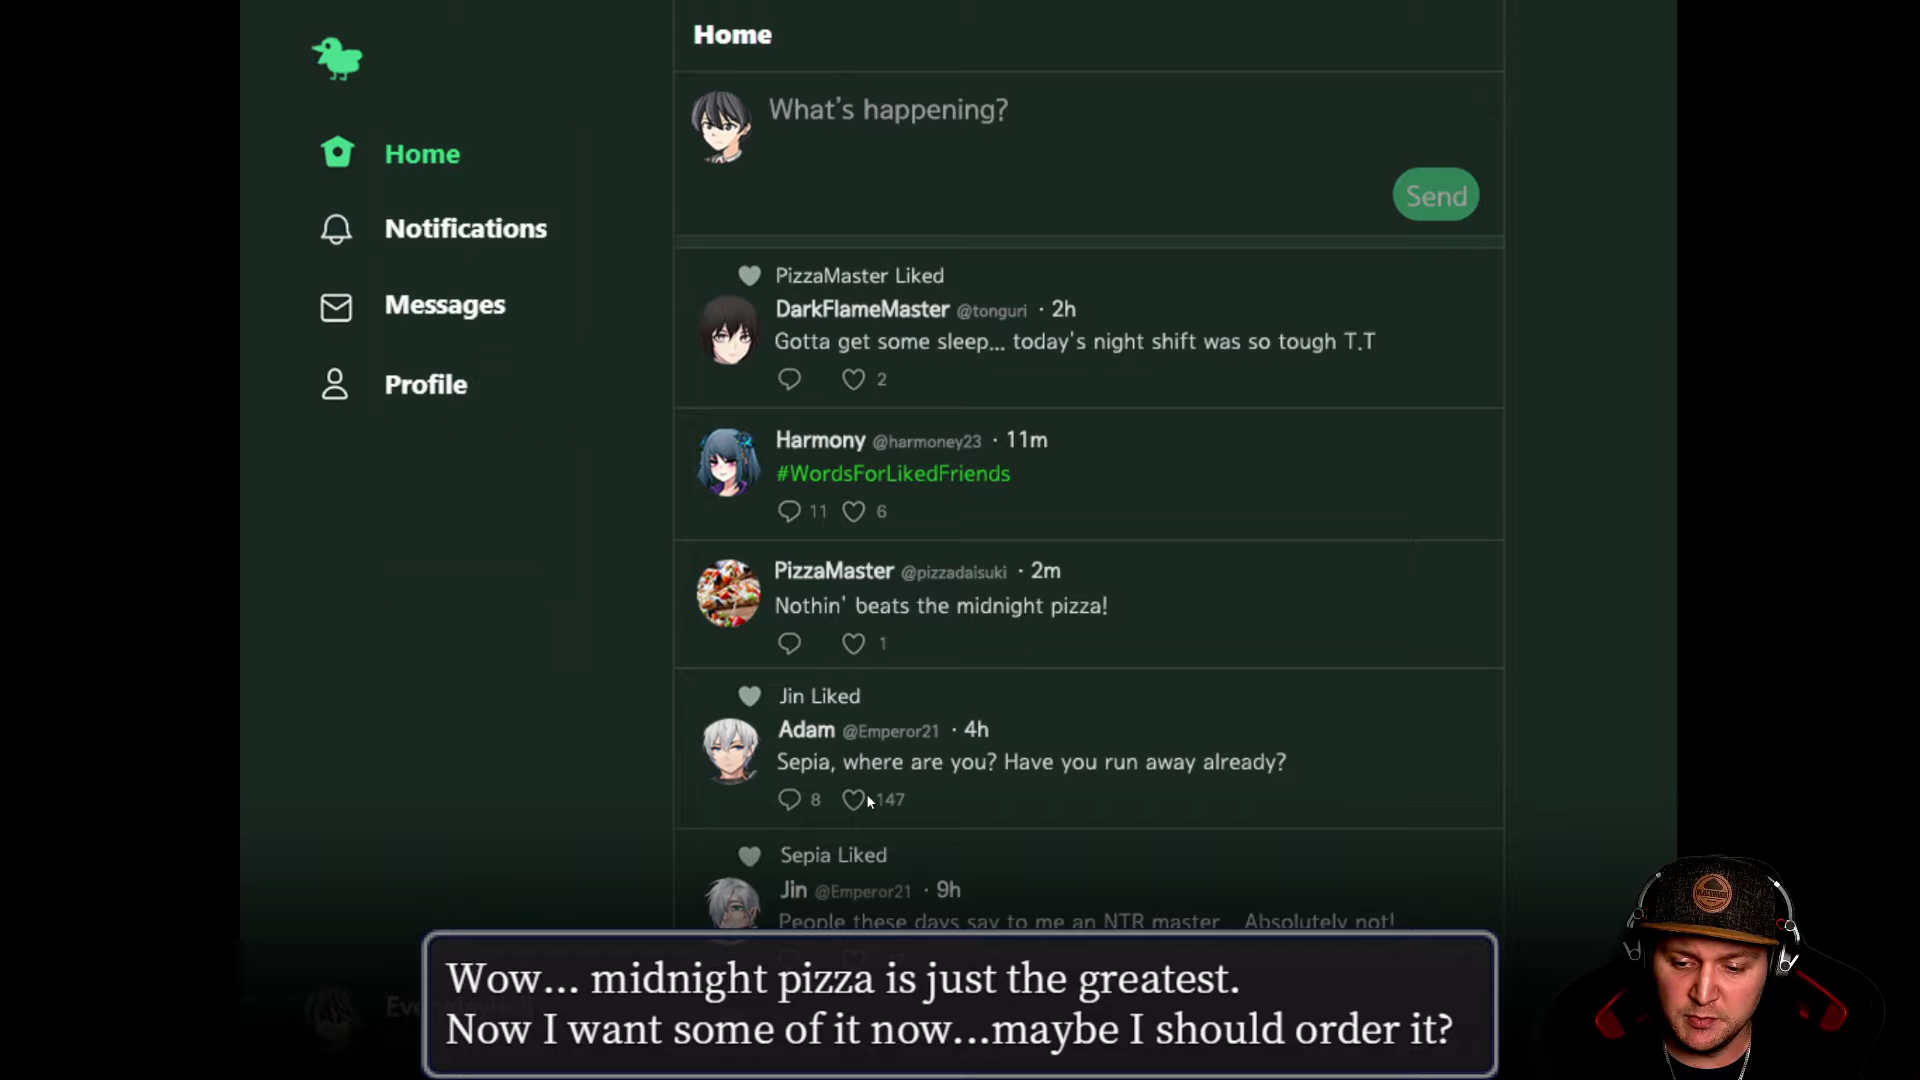 Home
Notifications
Messages
Profile
Home
What's happening?
Send
PizzaMaster Liked
DarkFlameMaster @tonguri · 2h
Gotta get some sleep... today's night shift was so tough T.T
2
Harmony @harmoney23 · 11m
#WordsForLikedFriends
11 6
PizzaMaster @pizzadaisuki · 2m
Nothin' beats the midnight pizza!
1
Jin Liked
Adam @Emperor21 · 4h
Sepia, where are you? Have you run away already?
8 147
Sepia Liked
Jin @Emperor21 · 9h
People these days say to me an NTR master Absolutely not!
Wow... midnight pizza is just the greatest.
Now I want some of it now...maybe I should order it?